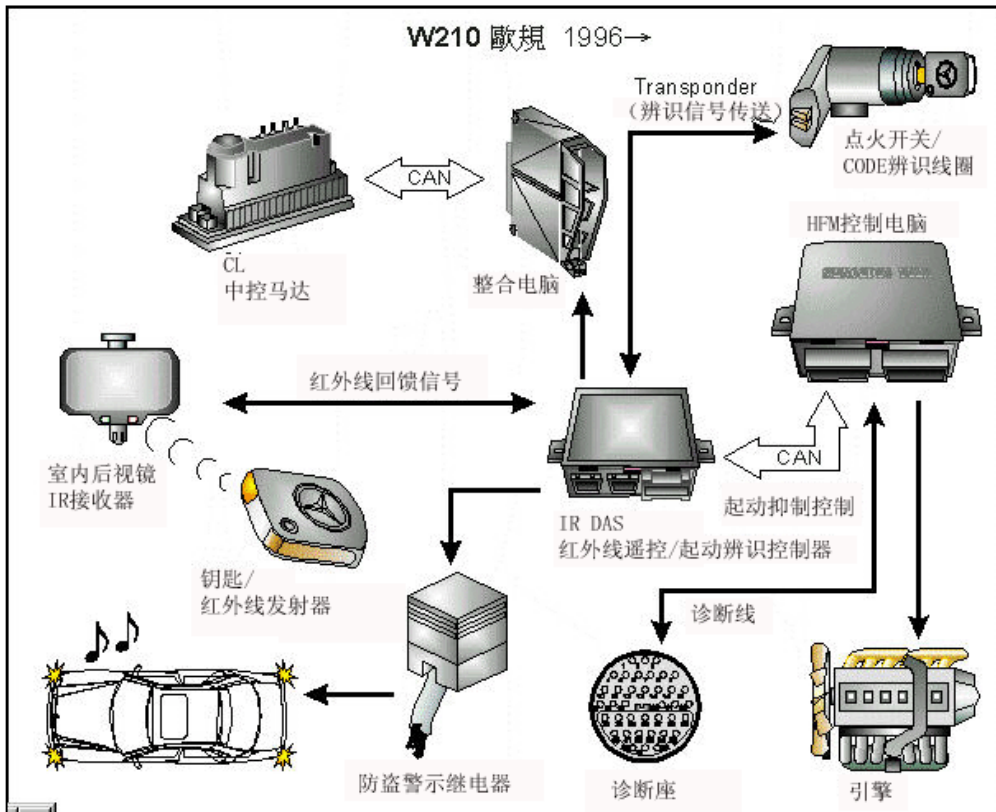 W210 歐規 1996→
Transponder
(辨识信号传送)
点火开关/
CODE辨识线圈
CAN
HFM控制电脑
CL
中控马达
整合电脑
红外线回馈信号
室内后视镜
IR接收器
CAN
起动抑制控制
IR DAS
红外线遥控/起动辨识控制器
钥匙/
红外线发射器
诊断线
防盗警示继电器
诊断座
引擎